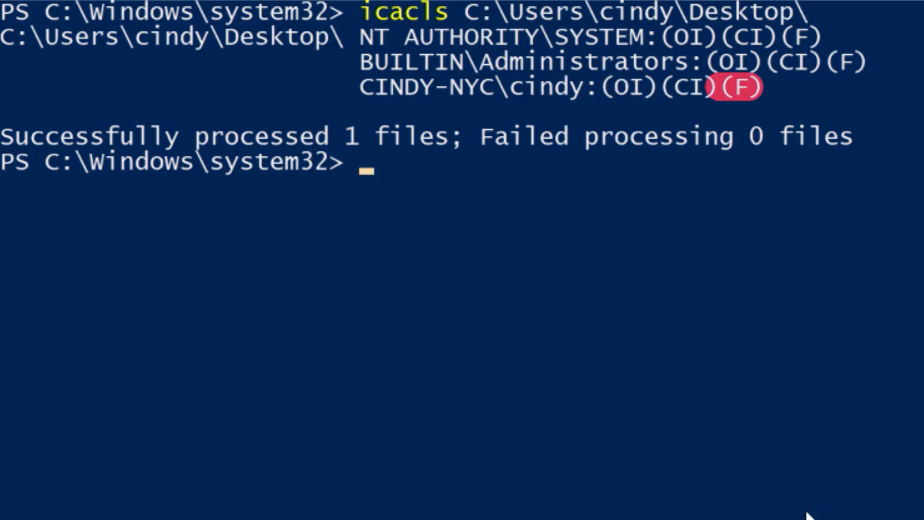 PS C:\Windows\system32> icacls C:\Users\cindy\Desktop\
C:\Users\cindy\Desktop\ NT AUTHORITY\SYSTEM:(OI)(CI)(F)
BUILTIN\Administrators:(OI)(CI)(F)
CINDY-NYC\cindy:(OI)(CI)(F)
Successfully processed 1 files; Failed processing 0 files
PS C:\Windows\system32>